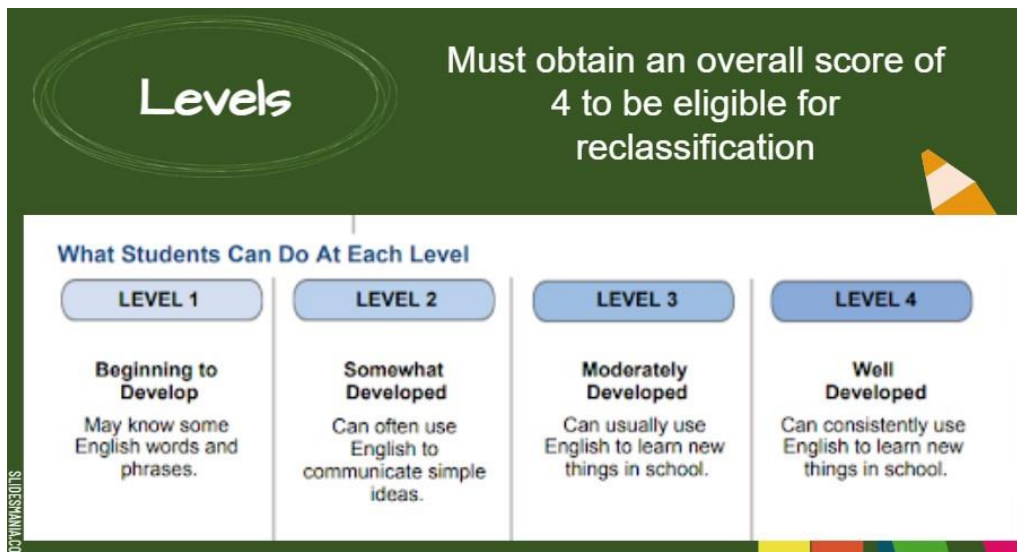 Levels
Must obtain an overall score of
4 to be eligible for
reclassification
What Students Can Do At Each Level
LEVEL 1
Beginning to
Develop
May know some
English words and
phrases.
LEVEL 2
Somewhat
Developed
Can often use
English to
communicate simple
ideas.
LEVEL 3
Moderately
Developed
Can usually use
English to learn new
things in school.
LEVEL 4
Well
Developed
Can consistently use
English to learn new
things in school.
SLIDESMANIA.CO